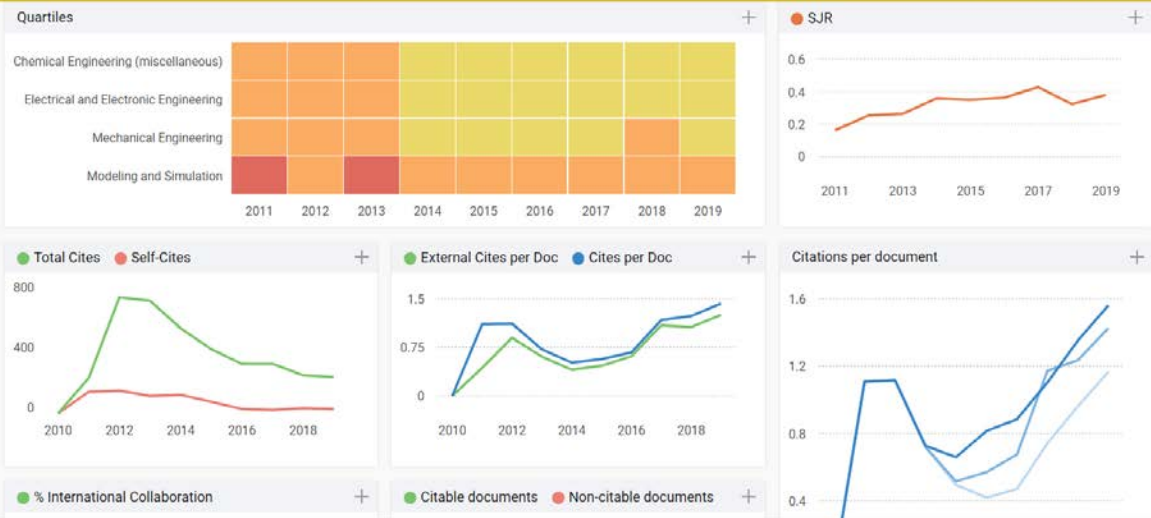 Quartiles
Chemical Engineering (miscellaneous)
Electrical and Electronic Engineering
Mechanical Engineering
Modeling and Simulation
2011 2012 2013 2014 2015 2016 2017 2018 2019
SJR
0.6
0.4
0.2
0
2011 2013 2015 2017 2019
Total Cites Self-Cites
800
400
0
2010 2012 2014 2016 2018
External Cites per Doc Cites per Doc
1.5
0.75
0
2010 2012 2014 2016 2018
Citations per document
1.6
1.2
0.8
0.4
% International Collaboration
Citable documents Non-citable documents